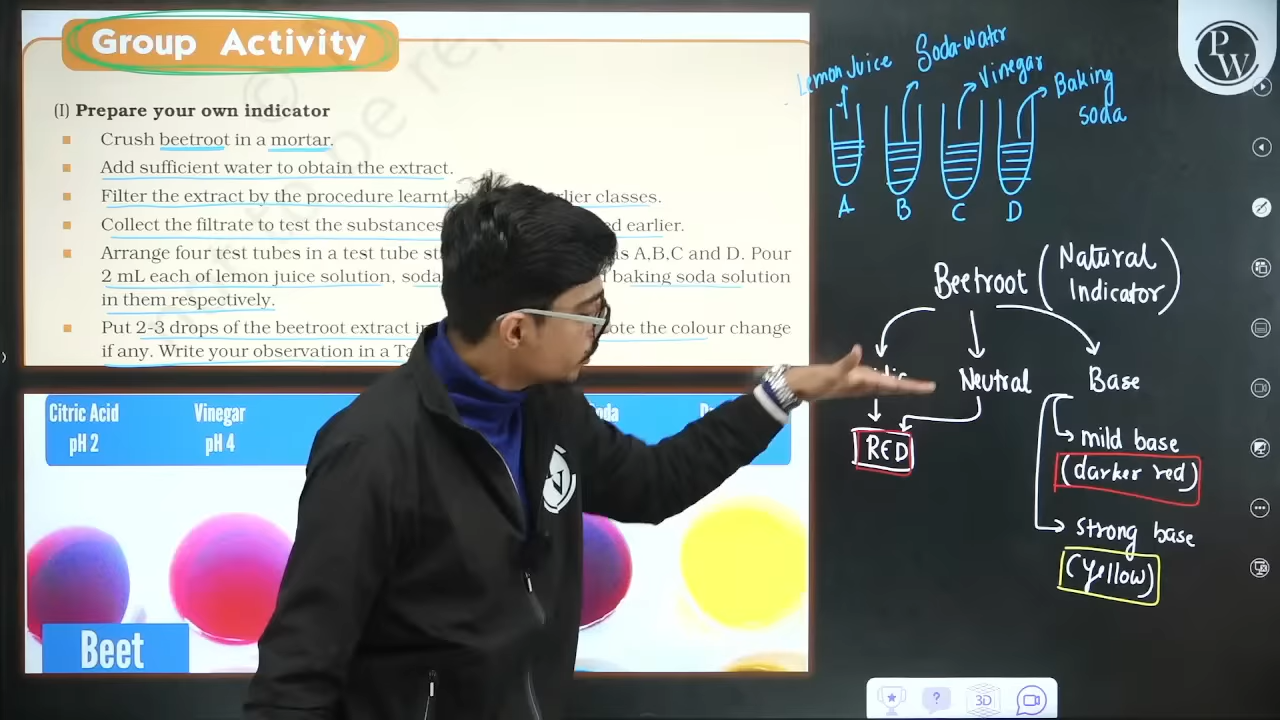 Group Activity
(I) Prepare your own indicator
Crush beetroot in a mortar.
Add sufficient water to obtain the extract.
Filter the extract by the procedure learnt rlier classes.
Collect the filtrate to test the substances ed earlier.
Arrange four test tubes in a test tube s A,B,C and D. Pour
2 mL each of lemon juice solution, soda baking soda solution
in them respectively.
Put 2-3 drops of the beetroot extract ote the colour change
if any. Write your observation in a
Citric Acid
pH 2
Vinegar
pH 4
Beet
Lemon Juice
Soda-water
Vinegar
Baking
soda
A B C D
Beetroot (Natural
Indicator)
Neutral
Base
RED
mild base
(darker red)
strong base
(yellow)
PW
?
3D